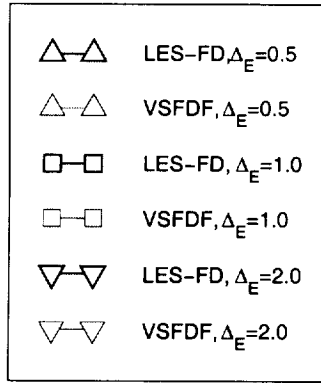 LES-FD,Δ_E=0.5
VSFDF, Δ_E=0.5
LES-FD, Δ_E=1.0
VSFDF, Δ_E=1.0
LES-FD, Δ_E=2.0
VSFDF, Δ_E=2.0